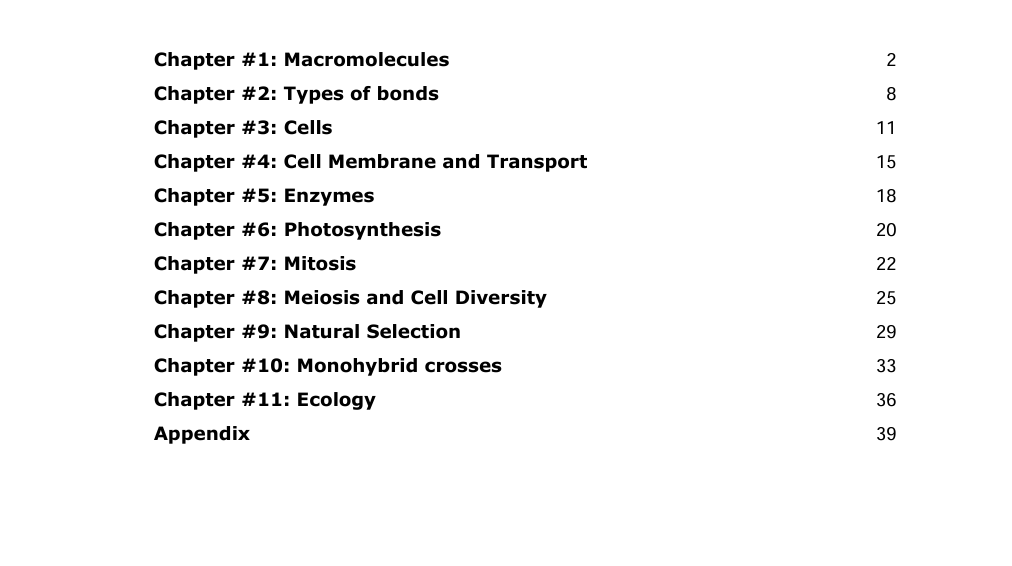 Chapter #1: Macromolecules 2
Chapter #2: Types of bonds 8
Chapter #3: Cells 11
Chapter #4: Cell Membrane and Transport 15
Chapter #5: Enzymes 18
Chapter #6: Photosynthesis 20
Chapter #7: Mitosis 22
Chapter #8: Meiosis and Cell Diversity 25
Chapter #9: Natural Selection 29
Chapter #10: Monohybrid crosses 33
Chapter #11: Ecology 36
Appendix 39